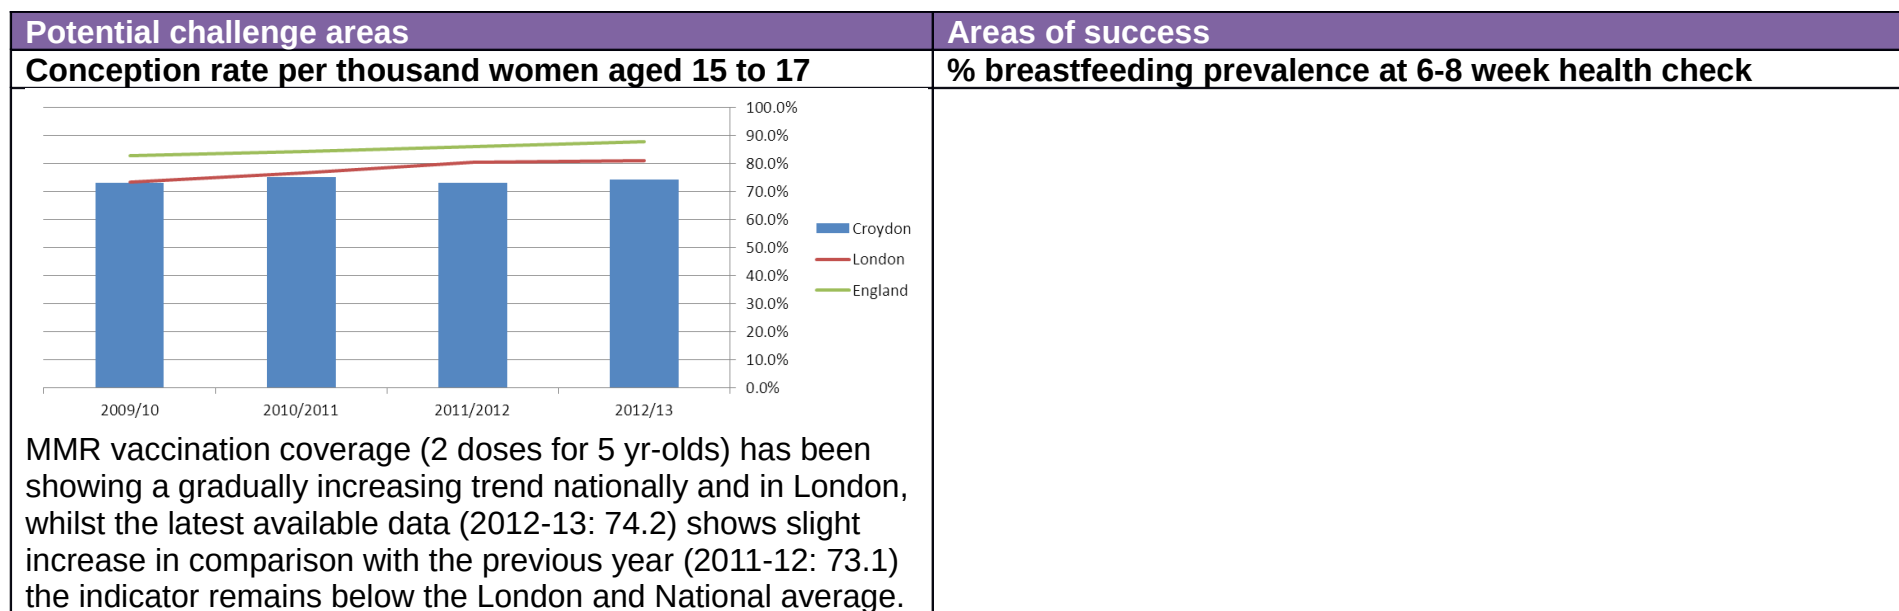 Potential challenge areas
Areas of success
Conception rate per thousand women aged 15 to 17
% breastfeeding prevalence at 6-8 week health check
100.0%
90.0%
80.0%
70.0%
60.0%
50.0%
40.0%
30.0%
20.0%
10.0%
0.0%
Croydon
London
England
2009/10
2010/2011
2011/2012
2012/13
MMR vaccination coverage (2 doses for 5 yr-olds) has been
showing a gradually increasing trend nationally and in London,
whilst the latest available data (2012-13: 74.2) shows slight
increase in comparison with the previous year (2011-12: 73.1)
the indicator remains below the London and National average.